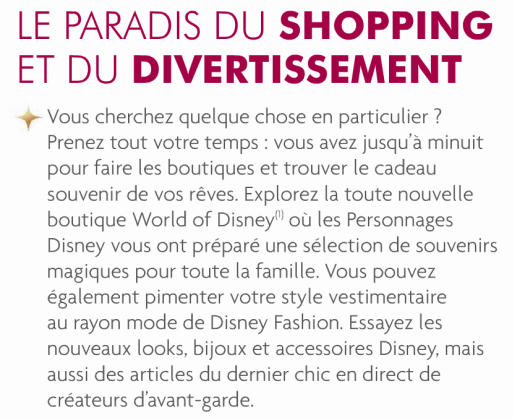 LE PARADIS DU SHOPPING
ET DU DIVERTISSEMENT
Vous cherchez quelque chose en particulier ?
Prenez tout votre temps : vous avez jusqu’à minuit
pour faire les boutiques et trouver le cadeau
souvenir de vos rêves. Explorez la toute nouvelle
boutique World of Disney(1) où les Personnages
Disney vous ont préparé une sélection de souvenirs
magiques pour toute la famille. Vous pouvez
également pimenter votre style vestimentaire
au rayon mode de Disney Fashion. Essayez les
nouveaux looks, bijoux et accessoires Disney, mais
aussi des articles du dernier chic en direct de
créateurs d’avant-garde.